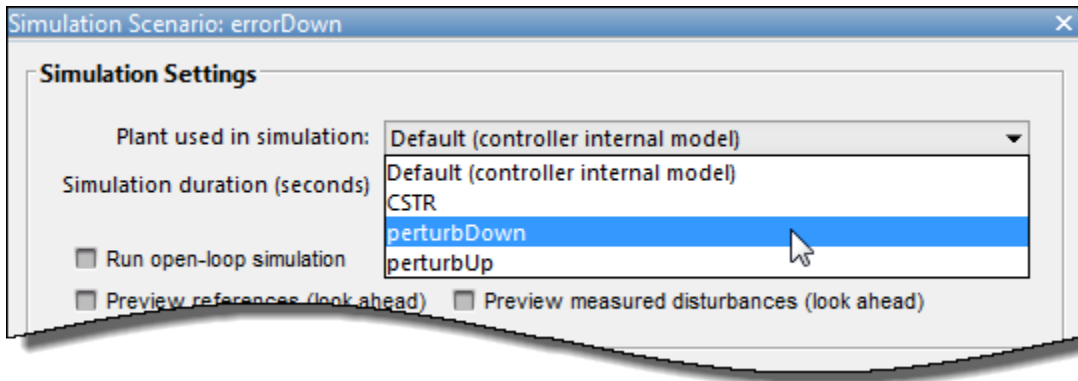 Simulation Scenario: errorDown
Simulation Settings
Plant used in simulation: Default (controller internal model)
Default (controller internal model)
Simulation duration (seconds)
CSTR
perturbDown
perturbUp
Run open-loop simulation
Preview references (look ahead) Preview measured disturbances (look ahead)